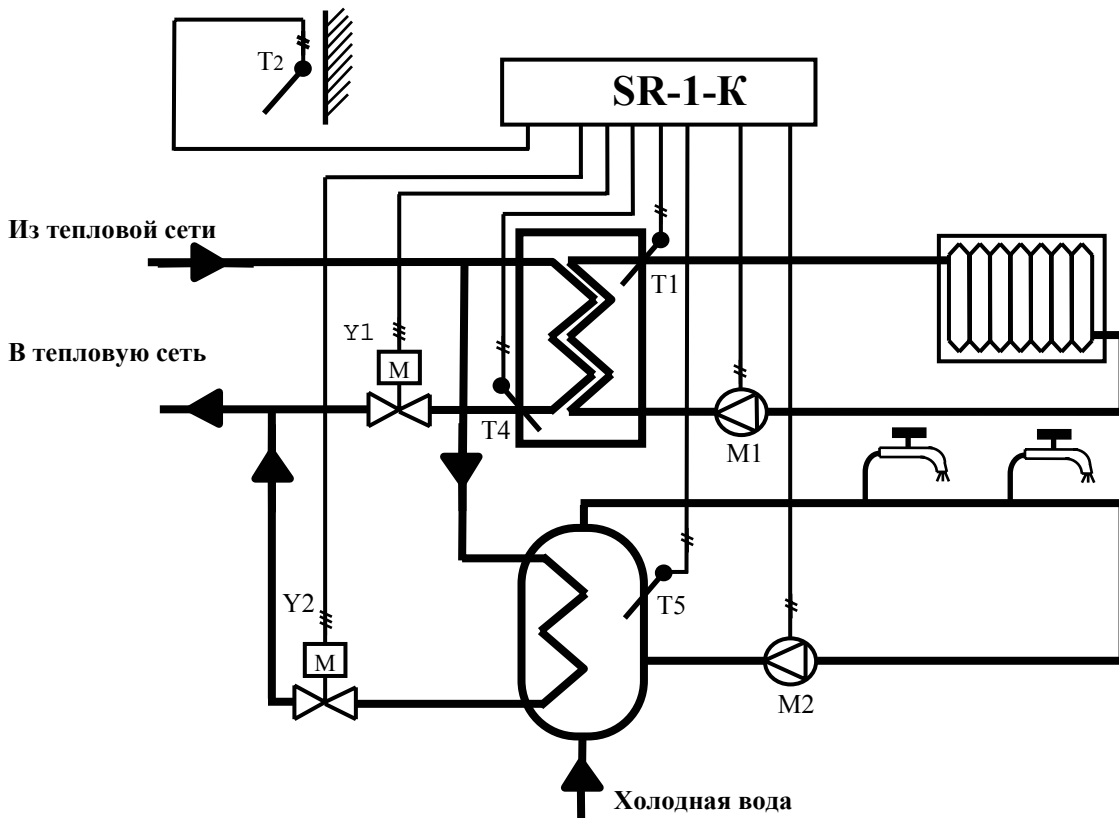 T2
SR-1-К
Из тепловой сети
T1
Y1
M
В тепловую сеть
T4
M1
Y2
T5
M
M2
Холодная вода